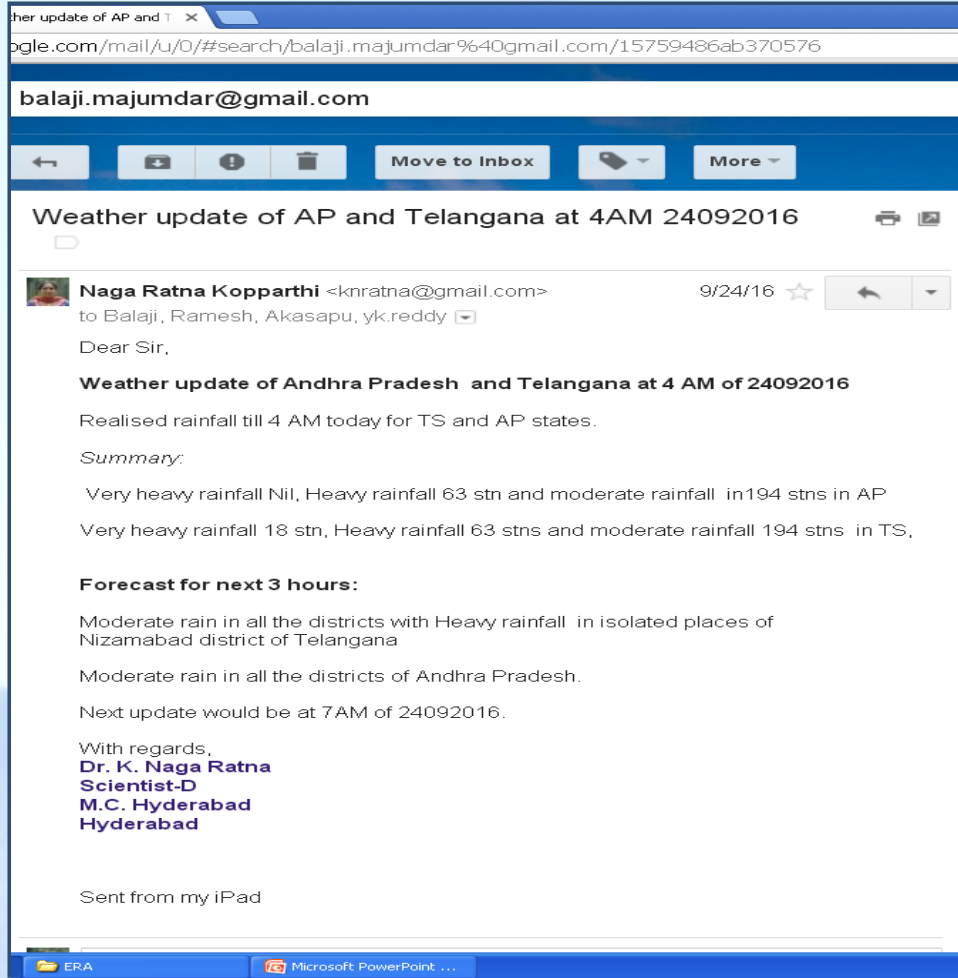 ther update of AP and T
ogle.com/mail/u/0/#search/balaji.majumdar%40gmail.com/15759486ab370576
balaji.majumdar@gmail.com
Move to Inbox More
Weather update of AP and Telangana at 4AM 24092016
Naga Ratna Kopparthi <knratna@gmail.com> 9/24/16
to Balaji, Ramesh, Akasapu, yk.reddy
Dear Sir,
Weather update of Andhra Pradesh and Telangana at 4 AM of 24092016
Realised rainfall till 4 AM today for TS and AP states.
Summary:
Very heavy rainfall Nil, Heavy rainfall 63 stn and moderate rainfall in194 stns in AP
Very heavy rainfall 18 stn, Heavy rainfall 63 stns and moderate rainfall 194 stns in TS,
Forecast for next 3 hours:
Moderate rain in all the districts with Heavy rainfall in isolated places of
Nizamabad district of Telangana
Moderate rain in all the districts of Andhra Pradesh.
Next update would be at 7AM of 24092016.
With regards,
Dr. K. Naga Ratna
Scientist-D
M.C. Hyderabad
Hyderabad
Sent from my iPad
ERA Microsoft PowerPoint ...